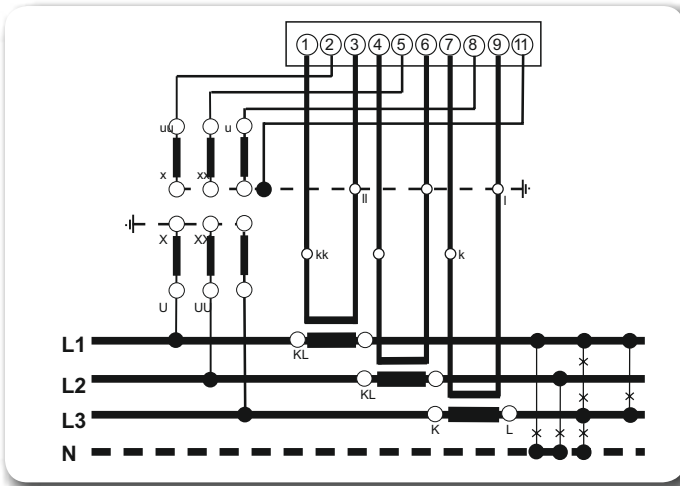 1 2 3 4 5 6 7 8 9 11
uu u
x xx
ll l
X XX
kk k
U UU
L1
KL
L2
KL
L3
K L
N